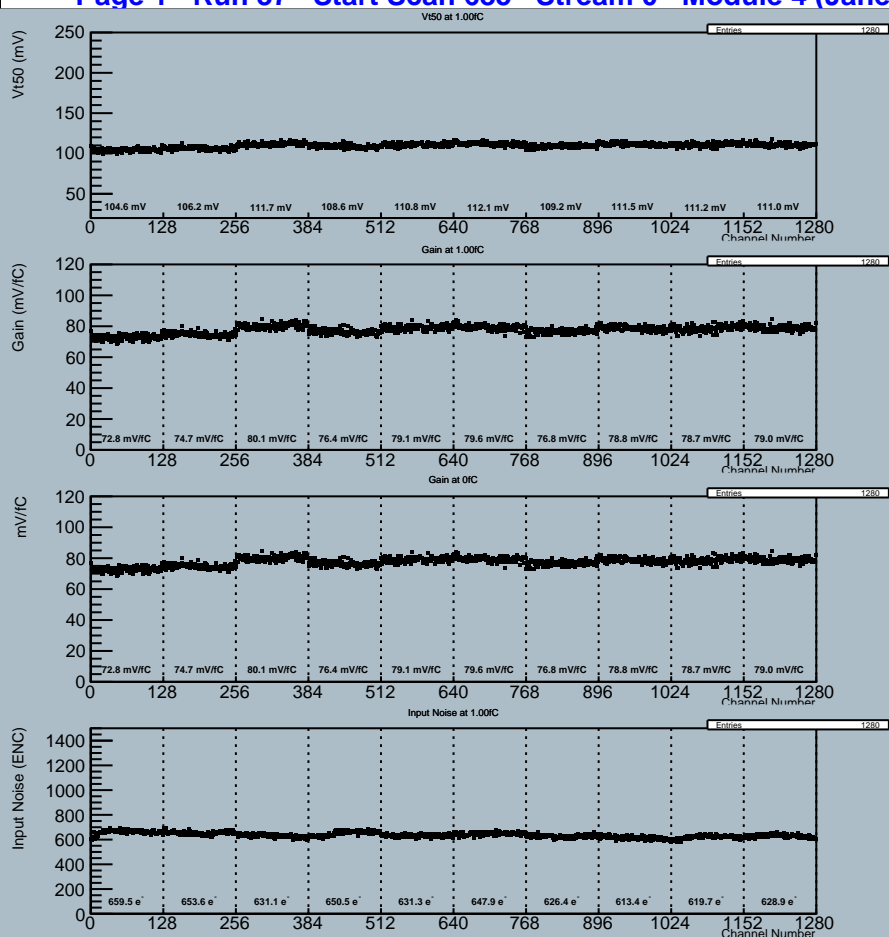 Page 1 Run 87 Start Scan Stream 0 Module 4
Vt50 at 1.00fC
Entries 1280
Vt50 (mV)
250
200
150
100
50
104.6 mV 106.2 mV 111.7 mV 108.6 mV 110.8 mV 112.1 mV 109.2 mV 111.5 mV 111.2 mV 111.0 mV
0 128 256 384 512 640 768 896 1024 1152 1280
Channel Number
Gain at 1.00fC
Entries 1280
Gain (mV/fC)
120
100
80
60
40
20
0
72.8 mV/fC 74.7 mV/fC 80.1 mV/fC 76.4 mV/fC 79.1 mV/fC 79.6 mV/fC 76.8 mV/fC 78.8 mV/fC 78.7 mV/fC 79.0 mV/fC
0 128 256 384 512 640 768 896 1024 1152 1280
Channel Number
Gain at 0fC
Entries 1280
mV/fC
120
100
80
60
40
20
0
72.8 mV/fC 74.7 mV/fC 80.1 mV/fC 76.4 mV/fC 79.1 mV/fC 79.6 mV/fC 76.8 mV/fC 78.8 mV/fC 78.7 mV/fC 79.0 mV/fC
0 128 256 384 512 640 768 896 1024 1152 1280
Channel Number
Input Noise at 1.00fC
Entries 1280
Input Noise (ENC)
1400
1200
1000
800
600
400
200
0
659.5 e⁻ 653.6 e⁻ 631.1 e⁻ 650.5 e⁻ 631.3 e⁻ 647.9 e⁻ 626.4 e⁻ 613.4 e⁻ 619.7 e⁻ 628.9 e⁻
0 128 256 384 512 640 768 896 1024 1152 1280
Channel Number